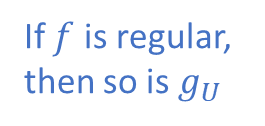 If f is regular,
then so is g_U